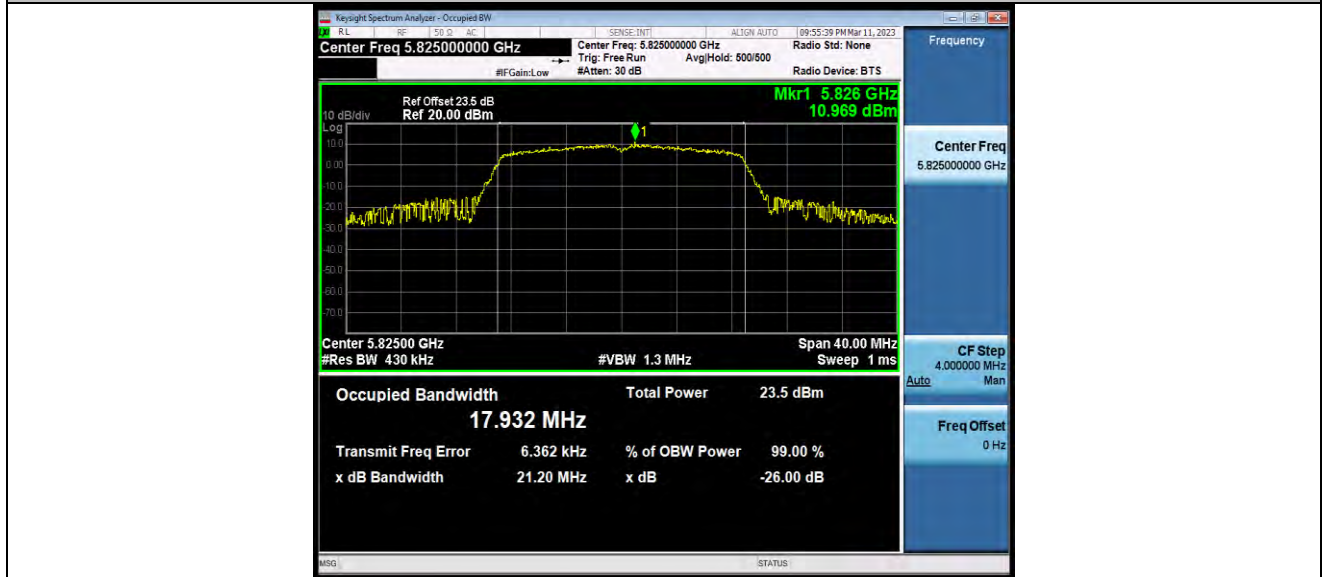 Keysight Spectrum Analyzer - Occupied BW
RL RF 50 Ω AC SENSE:INT ALIGN AUTO 09:55:39 PM Mar 11, 2023
Center Freq 5.825000000 GHz
Center Freq: 5.825000000 GHz
Radio Std: None
Trig: Free Run Avg|Hold: 500/500
#IFGain:Low #Atten: 30 dB Radio Device: BTS
Frequency
Mkr1 5.826 GHz
10.969 dBm
Ref Offset 23.5 dB
10 dB/div Ref 20.00 dBm
Log
10.0
0.00
-10.0
-20.0
-30.0
-40.0
-50.0
-60.0
-70.0
1
Center 5.82500 GHz Span 40.00 MHz
#Res BW 430 kHz #VBW 1.3 MHz Sweep 1 ms
Occupied Bandwidth Total Power 23.5 dBm
17.932 MHz
Transmit Freq Error 6.362 kHz % of OBW Power 99.00 %
x dB Bandwidth 21.20 MHz x dB -26.00 dB
Center Freq
5.825000000 GHz
CF Step
4.000000 MHz
Auto Man
Freq Offset
0 Hz
MSG STATUS